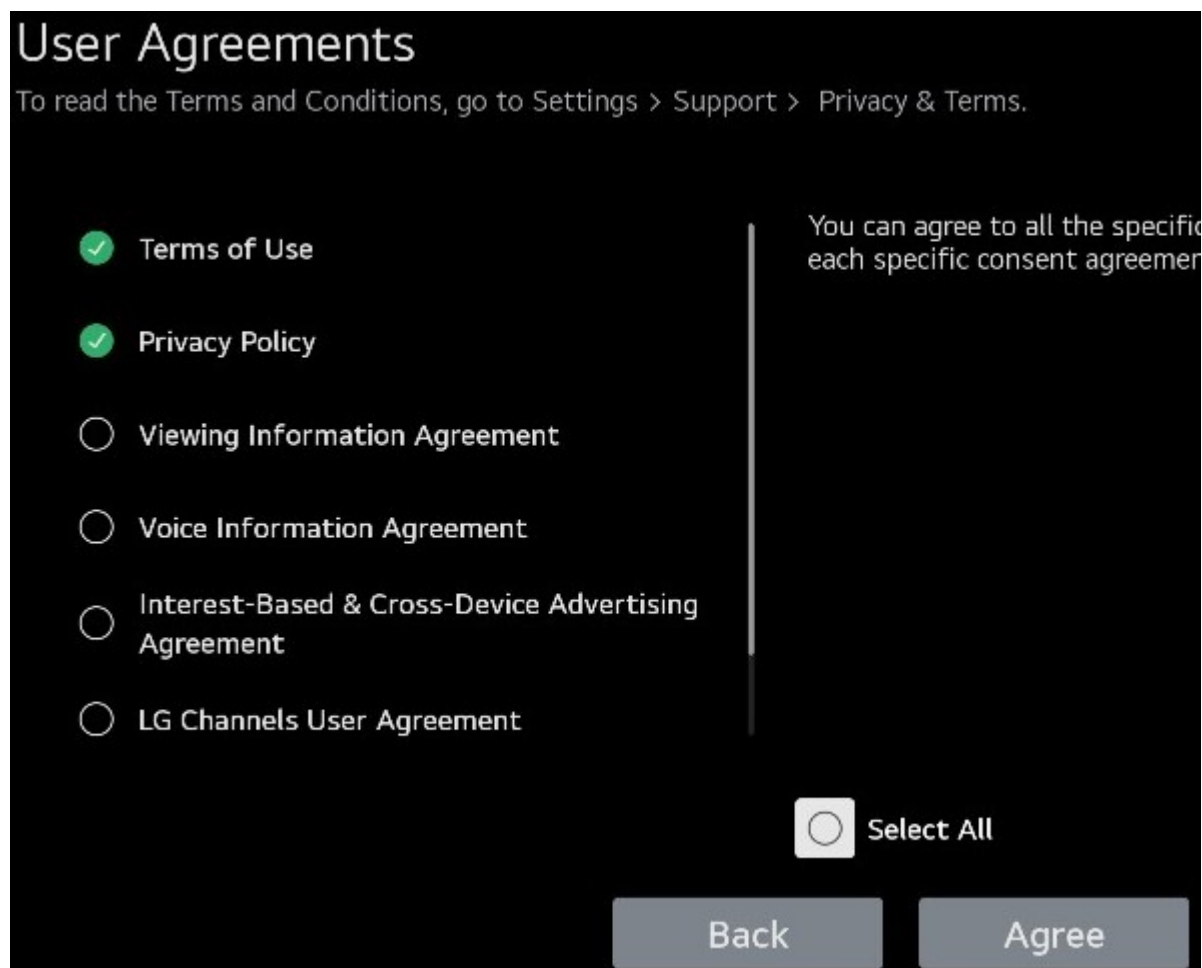 User Agreements
To read the Terms and Conditions, go to Settings > Support > Privacy & Terms.
You can agree to all the specific
each specific consent
Terms of Use
Privacy Policy
Viewing Information Agreement
Voice Information Agreement
Interest-Based & Cross-Device Advertising
Agreement
LG Channels User Agreement
Select All
Back
Agree